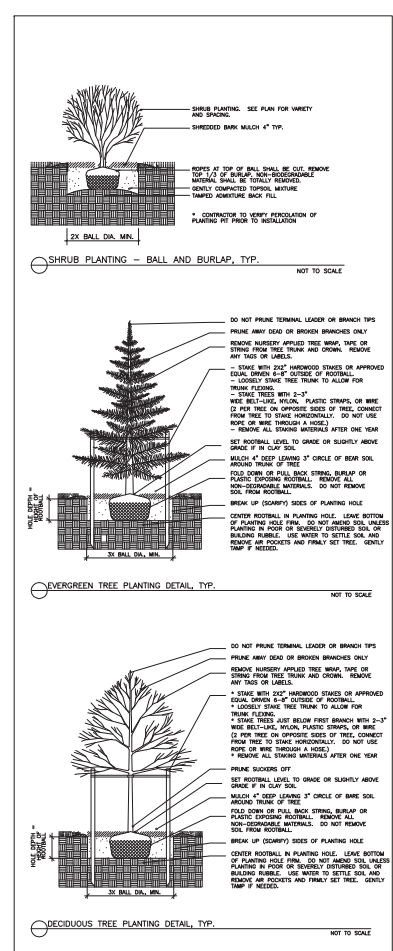 SHRUB PLANTING. SEE PLAN FOR VARIETY
AND SPACING.
SHREDDED BARK MULCH 4" TYP.
ROPES AT TOP OF BALL SHALL BE CUT. REMOVE
TOP 1/3 OF BURLAP. NON-BIODEGRADABLE
MATERIAL SHALL BE TOTALLY REMOVED.
GENTLY COMPACTED TOPSOIL MIXTURE
TAMPED ADMIXTURE BACK FILL
* CONTRACTOR TO VERIFY PERCOLATION OF
PLANTING PIT PRIOR TO INSTALLATION
2X BALL DIA. MIN.
SHRUB PLANTING - BALL AND BURLAP, TYP.
NOT TO SCALE
DO NOT PRUNE TERMINAL LEADER OR BRANCH TIPS
PRUNE AWAY DEAD OR BROKEN BRANCHES ONLY
REMOVE NURSERY APPLIED TREE WRAP, TAPE OR
STRING FROM TREE TRUNK AND CROWN. REMOVE
ANY TAGS OR LABELS.
- STAKE WITH 2X2" HARDWOOD STAKES OR APPROVED
EQUAL DRIVEN 6-8" OUTSIDE OF ROOTBALL.
- LOOSELY STAKE TREE TRUNK TO ALLOW FOR
TRUNK FLEXING.
- STAKE TREES WITH 2-3"
WIDE BELT-LIKE, NYLON, PLASTIC STRAPS, OR WIRE
(2 PER TREE ON OPPOSITE SIDES OF TREE, CONNECT
FROM TREE TO STAKE HORIZONTALLY. DO NOT USE
ROPE OR WIRE THROUGH A HOSE.)
- REMOVE ALL STAKING MATERIALS AFTER ONE YEAR
SET ROOTBALL LEVEL TO GRADE OR SLIGHTLY ABOVE
GRADE IF IN CLAY SOIL
MULCH 4" DEEP LEAVING 3" CIRCLE OF BEAR SOIL
AROUND TRUNK OF TREE
FOLD DOWN OR PULL BACK STRING, BURLAP OR
PLASTIC EXPOSING ROOTBALL. REMOVE ALL
NON-DEGRADABLE MATERIALS. DO NOT REMOVE
SOIL FROM ROOTBALL.
BREAK UP (SCARIFY) SIDES OF PLANTING HOLE
CENTER ROOTBALL IN PLANTING HOLE. LEAVE BOTTOM
OF PLANTING HOLE FIRM. DO NOT AMEND SOIL UNLESS
PLANTING IN POOR OR SEVERELY DISTURBED SOIL OR
BUILDING RUBBLE. USE WATER TO SETTLE SOIL AND
REMOVE AIR POCKETS AND FIRMLY SET TREE. GENTLY
TAMP IF NEEDED.
HOLE DEPTH =
HEIGHT OF
ROOTBALL
3X BALL DIA, MIN.
EVERGREEN TREE PLANTING DETAIL, TYP.
NOT TO SCALE
DO NOT PRUNE TERMINAL LEADER OR BRANCH TIPS
PRUNE AWAY DEAD OR BROKEN BRANCHES ONLY
REMOVE NURSERY APPLIED TREE WRAP, TAPE OR
STRING FROM TREE TRUNK AND CROWN. REMOVE
ANY TAGS OR LABELS.
* STAKE WITH 2X2" HARDWOOD STAKES OR APPROVED
EQUAL DRIVEN 6-8" OUTSIDE OF ROOTBALL.
* LOOSELY STAKE TREE TRUNK TO ALLOW FOR
TRUNK FLEXING.
* STAKE TREES JUST BELOW FIRST BRANCH WITH 2-3"
WIDE BELT-LIKE, NYLON, PLASTIC STRAPS, OR WIRE
(2 PER TREE ON OPPOSITE SIDES OF TREE, CONNECT
FROM TREE TO STAKE HORIZONTALLY. DO NOT USE
ROPE OR WIRE THROUGH A HOSE.)
* REMOVE ALL STAKING MATERIALS AFTER ONE YEAR
PRUNE SUCKERS OFF
SET ROOTBALL LEVEL TO GRADE OR SLIGHTLY ABOVE
GRADE IF IN CLAY SOIL
MULCH 4" DEEP LEAVING 3" CIRCLE OF BARE SOIL
AROUND TRUNK OF TREE
FOLD DOWN OR PULL BACK STRING, BURLAP OR
PLASTIC EXPOSING ROOTBALL. REMOVE ALL
NON-DEGRADABLE MATERIALS. DO NOT REMOVE
SOIL FROM ROOTBALL.
BREAK UP (SCARIFY) SIDES OF PLANTING HOLE
CENTER ROOTBALL IN PLANTING HOLE. LEAVE BOTTOM
OF PLANTING HOLE FIRM. DO NOT AMEND SOIL UNLESS
PLANTING IN POOR OR SEVERELY DISTURBED SOIL OR
BUILDING RUBBLE. USE WATER TO SETTLE SOIL AND
REMOVE AIR POCKETS AND FIRMLY SET TREE. GENTLY
TAMP IF NEEDED.
HOLE DEPTH =
HEIGHT OF
ROOTBALL
3X BALL DIA, MIN.
DECIDUOUS TREE PLANTING DETAIL, TYP.
NOT TO SCALE